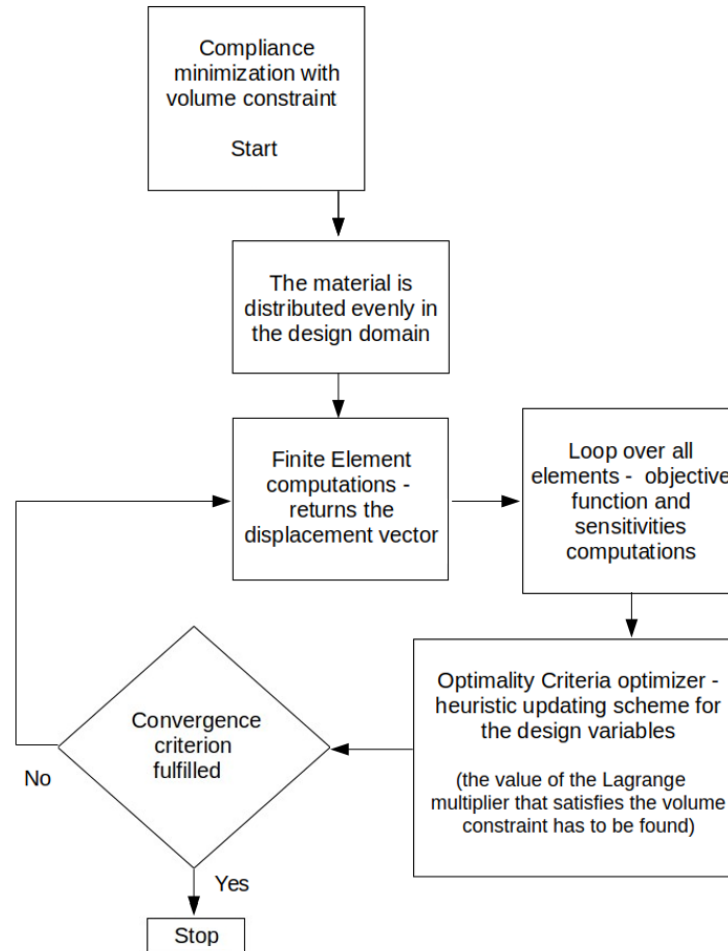 Compliance
minimization with
volume constraint
Start
The material is
distributed evenly in
the design domain
Finite Element
computations -
returns the
displacement vector
Loop over all
elements - objective
function and
sensitivities
computations
Optimality Criteria optimizer -
heuristic updating scheme for
the design variables
(the value of the Lagrange
multiplier that satisfies the volume
constraint has to be found)
Convergence
criterion
fulfilled
No
Yes
Stop